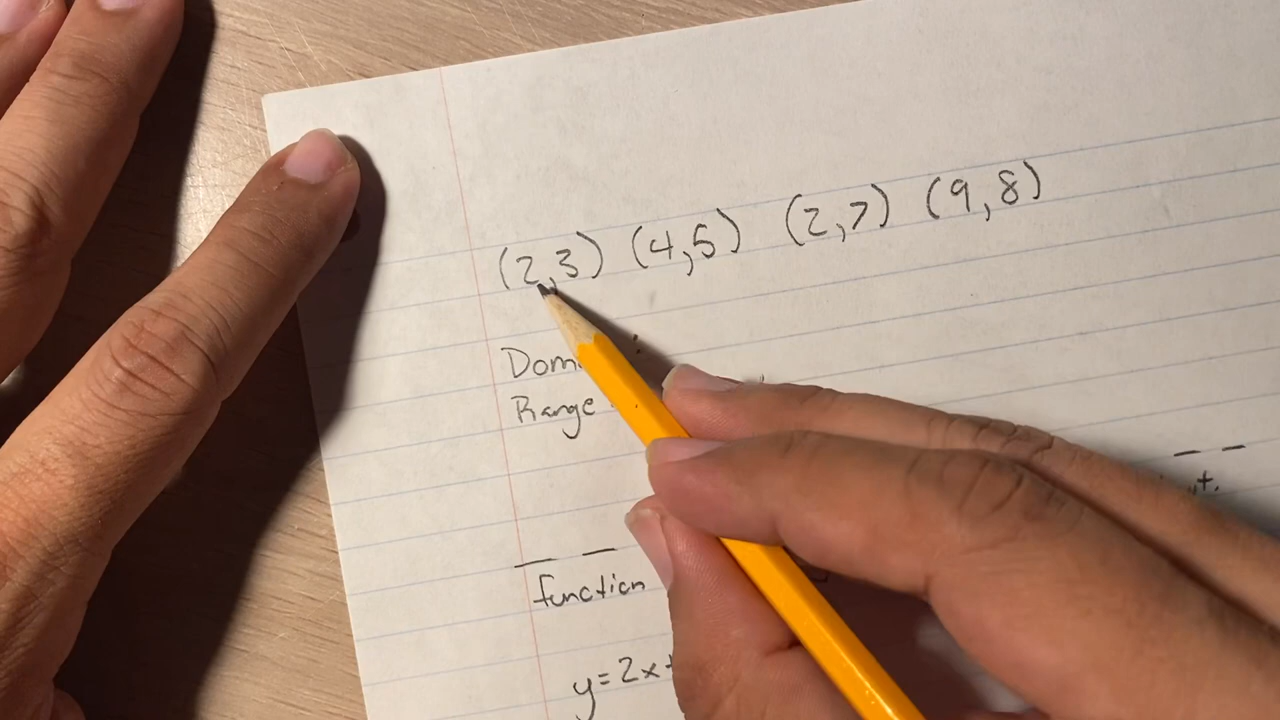 (2,3) (4,5) (2,7) (9,8)
Dom
Range
function
y=2x+